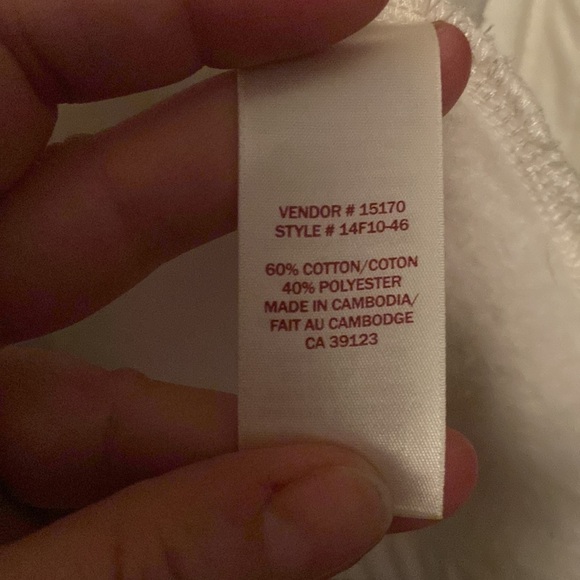 VENDOR # 15170
STYLE # 14F10-46
60% COTTON/COTON
40% POLYESTER
MADE IN CAMBODIA/
FAIT AU CAMBODGE
CA 39123